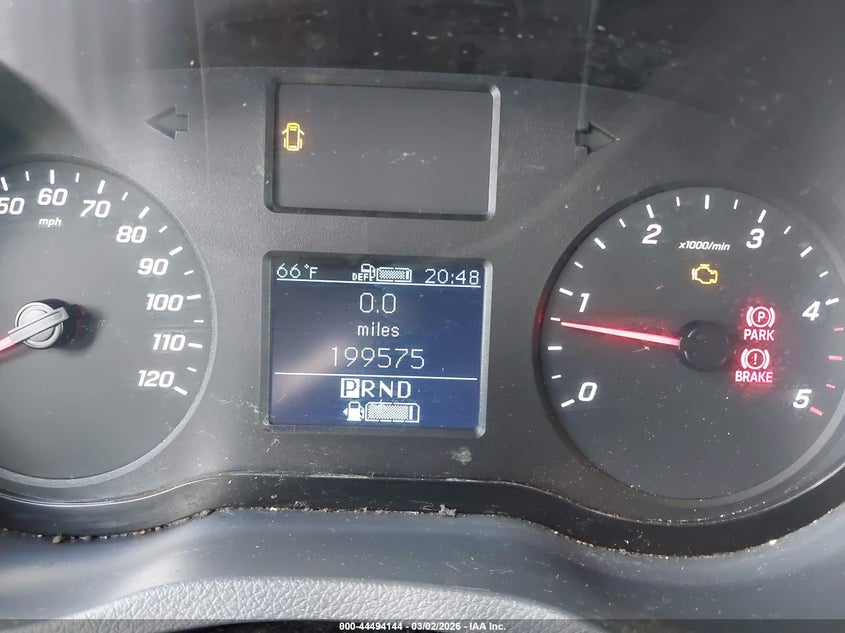 50 60 70 80 90 100 110 120
mph
66°F DEF 20:48
0.0
miles
199575
PRND
0 1 2 3 4 5
x1000/min
PARK
BRAKE
000-44494144 | 03/02/2026 - IAA Inc.